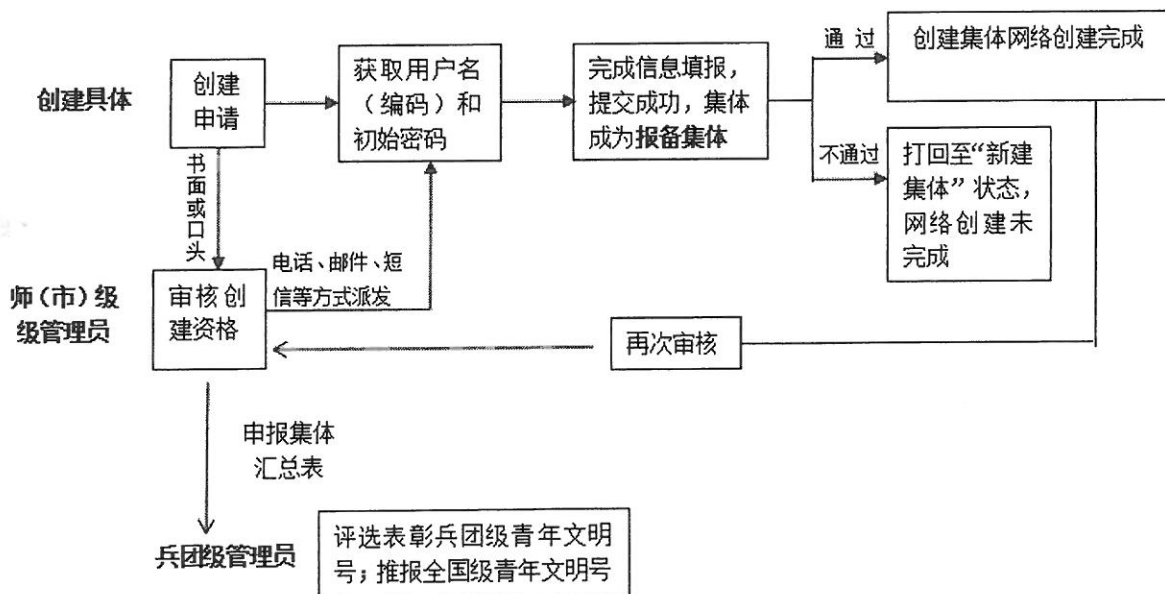 创建具体
创建
申请
获取用户名
（编码）和
初始密码
完成信息填报，
提交成功，集体
成为报备集体
通 过
创建集体网络创建完成
不通过
打回至“新建
集体”状态，
网络创建未
完成
书面或口头
师（市）级
级管理员
审核创
建资格
电话、邮件、短
信等方式派发
再次审核
申报集体
汇总表
兵团级管理员
评选表彰兵团级青年文明
号；推报全国级青年文明号